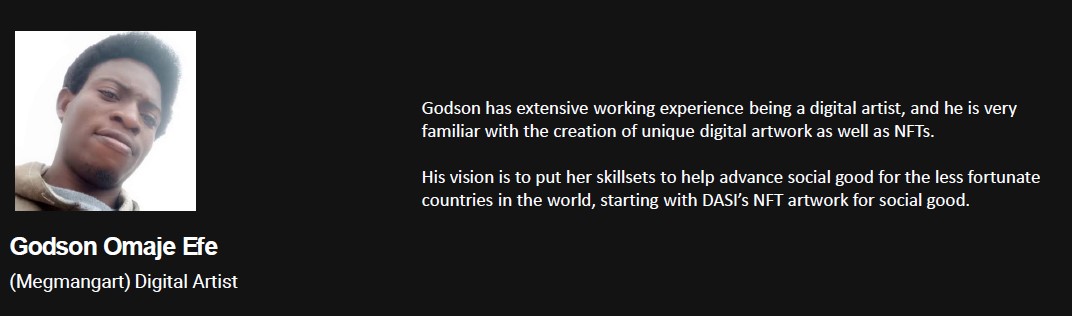 Godson has extensive working experience being a digital artist, and he is very
familiar with the creation of unique digital artwork as well as NFTs.
His vision is to put her skillsets to help advance social good for the less fortunate
countries in the world, starting with DASI’s NFT artwork for social good.
Godson Omaje Efe
(Megmangart) Digital Artist